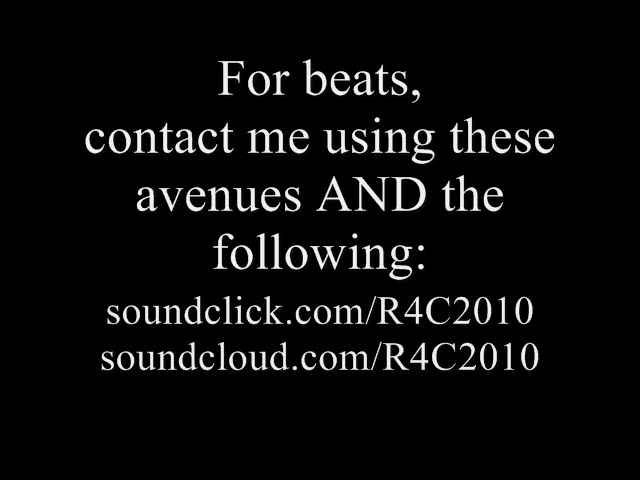 For beats,
contact me using these
avenues AND the
following:
soundclick.com/R4C2010
soundcloud.com/R4C2010